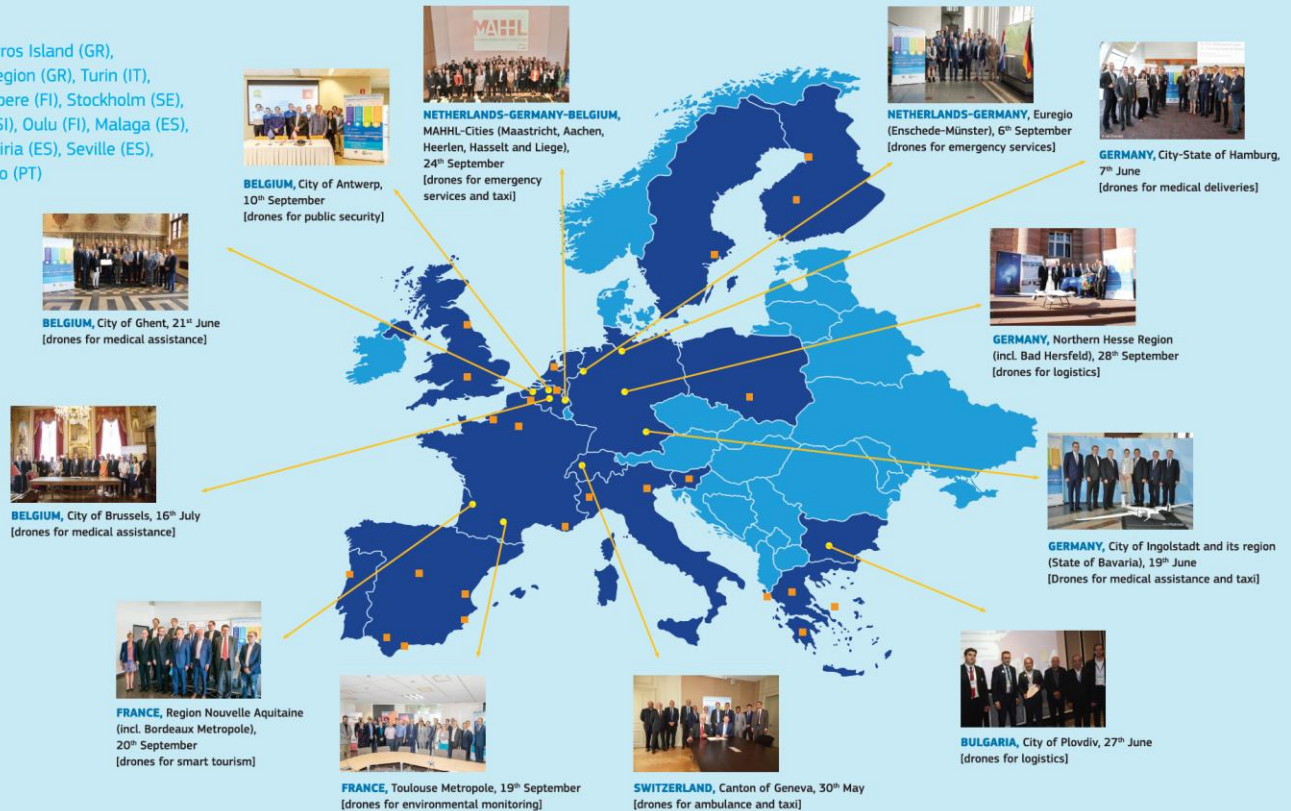 ros Island (GR),
egion (GR), Turin (IT),
pere (FI), Stockholm (SE),
SI), Oulu (FI), Malaga (ES),
iria (ES), Seville (ES),
o (PT)
BELGIUM, City of Antwerp,
10th September
[drones for public security]
MAHHL
NETHERLANDS-GERMANY-BELGIUM,
MAHHL-Cities (Maastricht, Aachen,
Heerlen, Hasselt and Liege),
24th September
[drones for emergency
services and taxi]
NETHERLANDS-GERMANY, Euregio
(Enschede-Münster), 6th September
[drones for emergency services]
GERMANY, City-State of Hamburg,
7th June
[drones for medical deliveries]
BELGIUM, City of Ghent, 21st June
[drones for medical assistance]
GERMANY, Northern Hesse Region
(incl. Bad Hersfeld), 28th September
[drones for logistics]
BELGIUM, City of Brussels, 16th July
[drones for medical assistance]
GERMANY, City of Ingolstadt and its region
(State of Bavaria), 19th June
[Drones for medical assistance and taxi]
FRANCE, Region Nouvelle Aquitaine
(incl. Bordeaux Metropole),
20th September
[drones for smart tourism]
FRANCE, Toulouse Metropole, 19th September
[drones for environmental monitoring]
SWITZERLAND, Canton of Geneva, 30th May
[drones for ambulance and taxi]
BULGARIA, City of Plovdiv, 27th June
[drones for logistics]